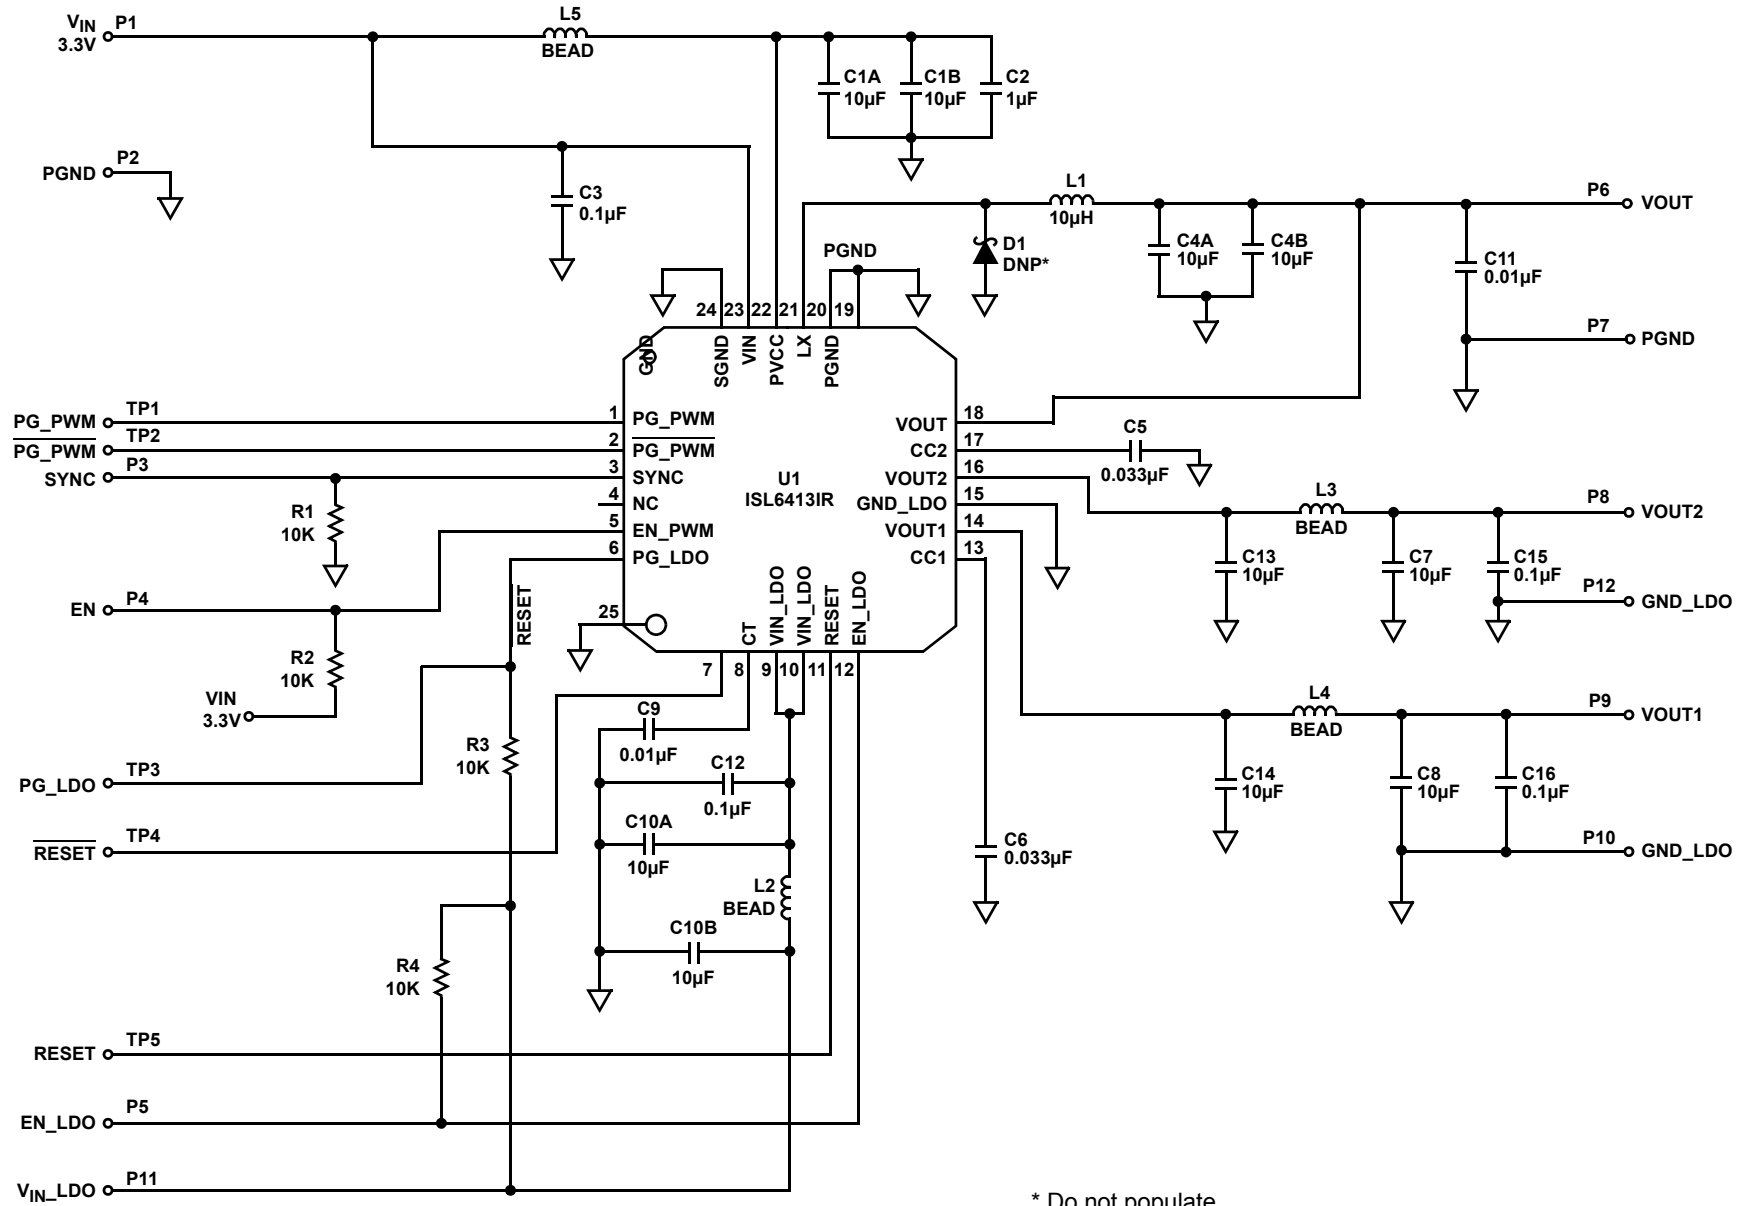 VIN P1
3.3V
L5
BEAD
C1A
10µF
C1B
10µF
C2
1µF
P2
PGND
C3
0.1µF
L1
10µH
P6
VOUT
D1
DNP*
C4A
10µF
C4B
10µF
C11
0.01µF
PGND
P7
PGND
24 23 22 21 20 19
GND
SGND
VIN
PVCC
LX
PGND
TP1
PG_PWM
1
PG_PWM
TP2
PG_PWM
2
PG_PWM
P3
SYNC
3
SYNC
4
NC
5
EN_PWM
6
PG_LDO
R1
10K
U1
ISL6413IR
18
VOUT
17
CC2
16
VOUT2
15
GND_LDO
14
VOUT1
13
CC1
C5
0.033µF
L3
BEAD
P8
VOUT2
C13
10µF
C7
10µF
C15
0.1µF
P12
GND_LDO
P4
EN
RESET
25
CT
VIN_LDO
VIN_LDO
RESET
EN_LDO
7 8 9 10 11 12
R2
10K
VIN
3.3V
L4
BEAD
P9
VOUT1
C9
0.01µF
R3
10K
C12
0.1µF
TP3
PG_LDO
C14
10µF
C8
10µF
C16
0.1µF
C10A
10µF
TP4
RESET
C6
0.033µF
P10
GND_LDO
L2
BEAD
C10B
10µF
R4
10K
TP5
RESET
P5
EN_LDO
P11
VIN_LDO
* Do not populate